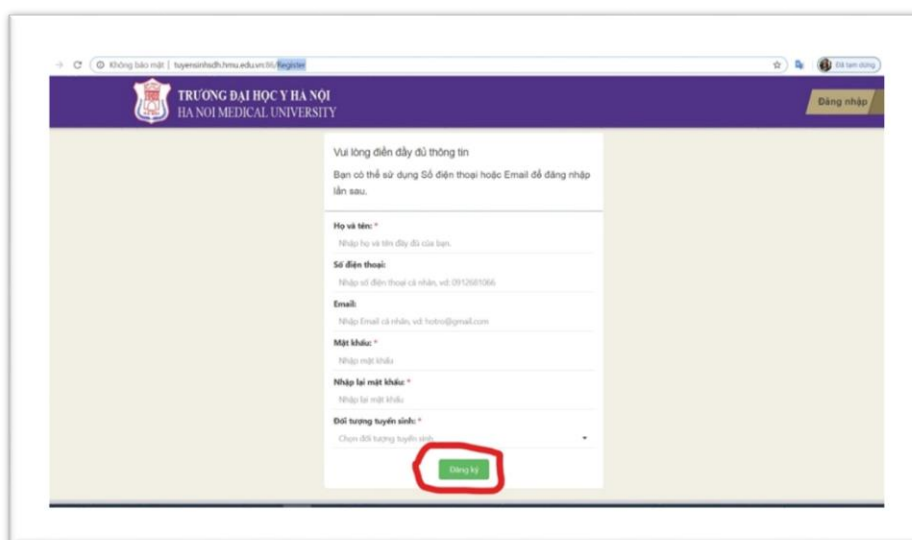 Không bảo mật | tuyensinhsdh.hmu.edu.vn:98/Register
Đã tạm dừng
TRƯỜNG ĐẠI HỌC Y HÀ NỘI
HA NOI MEDICAL UNIVERSITY
Đăng nhập
Vui lòng điền đầy đủ thông tin
Bạn có thể sử dụng Số điện thoại hoặc Email để đăng nhập
lần sau.
Họ và tên: *
Nhập họ và tên đầy đủ của bạn.
Số điện thoại:
Nhập số điện thoại cá nhân, vd: 0912681066
Email:
Nhập Email cá nhân, vd: hotro@gmail.com
Mật khẩu: *
Nhập mật khẩu
Nhập lại mật khẩu: *
Nhập lại mật khẩu
Đối tượng tuyển sinh: *
Chọn đối tượng tuyển sinh
Đăng ký